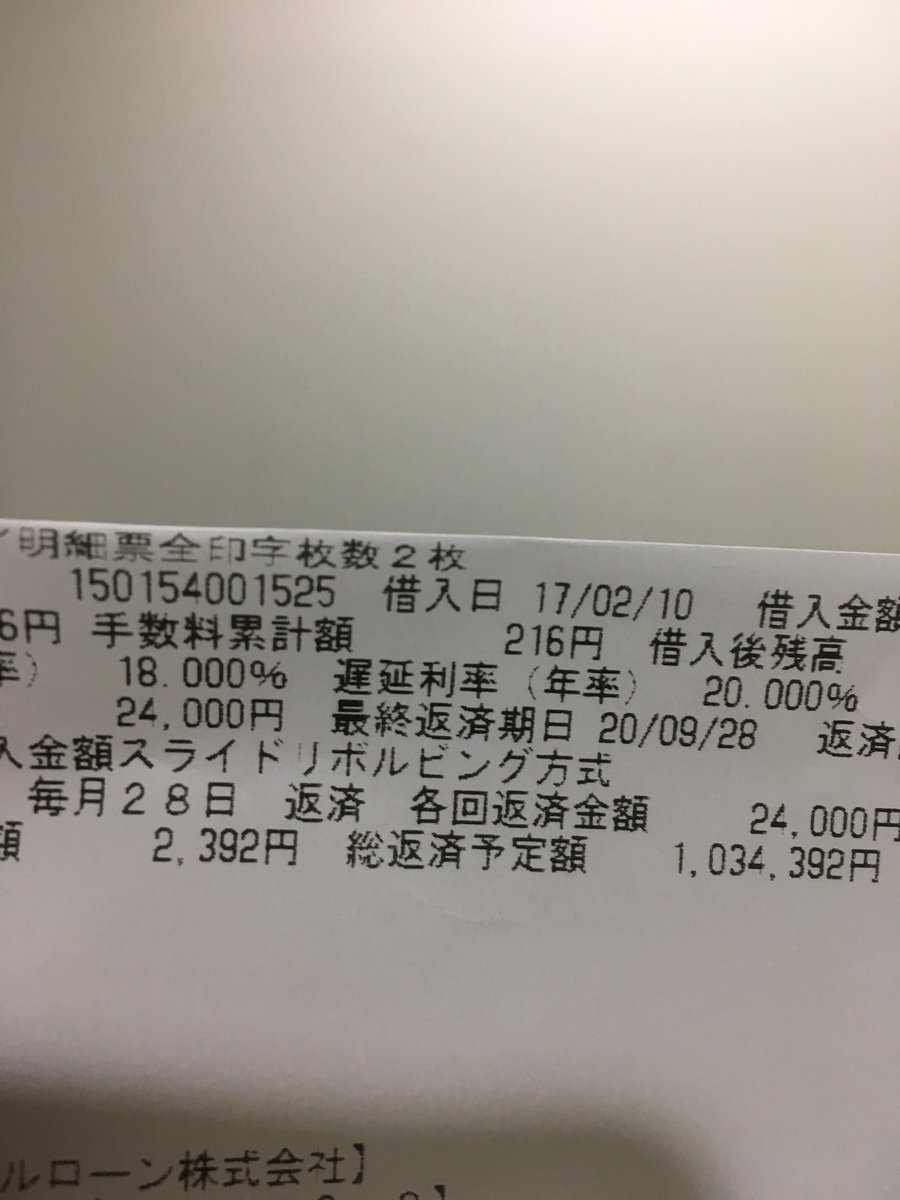 明細票全印字枚数2枚
150154001525 借入日 17/02/10 借入金額
6円 手数料累計額 216円 借入後残高
率) 18.000% 遅延利率(年率) 20.000%
24,000円 最終返済期日 20/09/28 返済
入金額スライドリボルビング方式
毎月28日 返済 各回返済金額 24,000円
額 2,392円 総返済予定額 1,034,392円
ルローン株式会社】